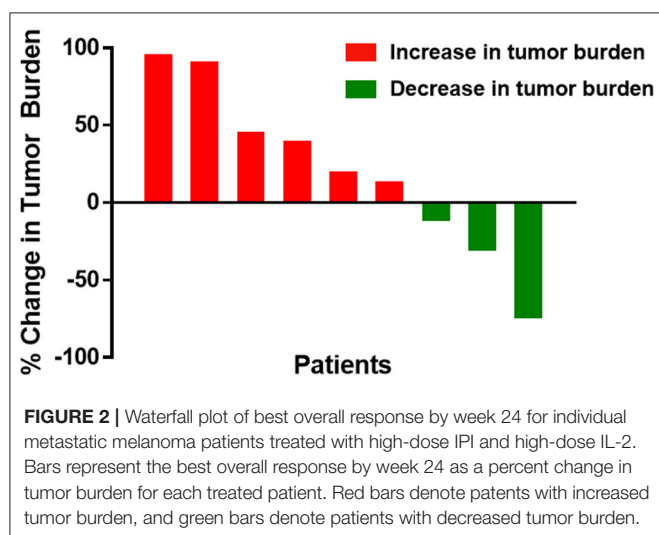 100
50
0
-50
-100
% Change in Tumor Burden
Increase in tumor burden
Decrease in tumor burden
Patients
FIGURE 2 | Waterfall plot of best overall response by week 24 for individual
metastatic melanoma patients treated with high-dose IPI and high-dose IL-2.
Bars represent the best overall response by week 24 as a percent change in
tumor burden for each treated patient. Red bars denote patents with increased
tumor burden, and green bars denote patients with decreased tumor burden.